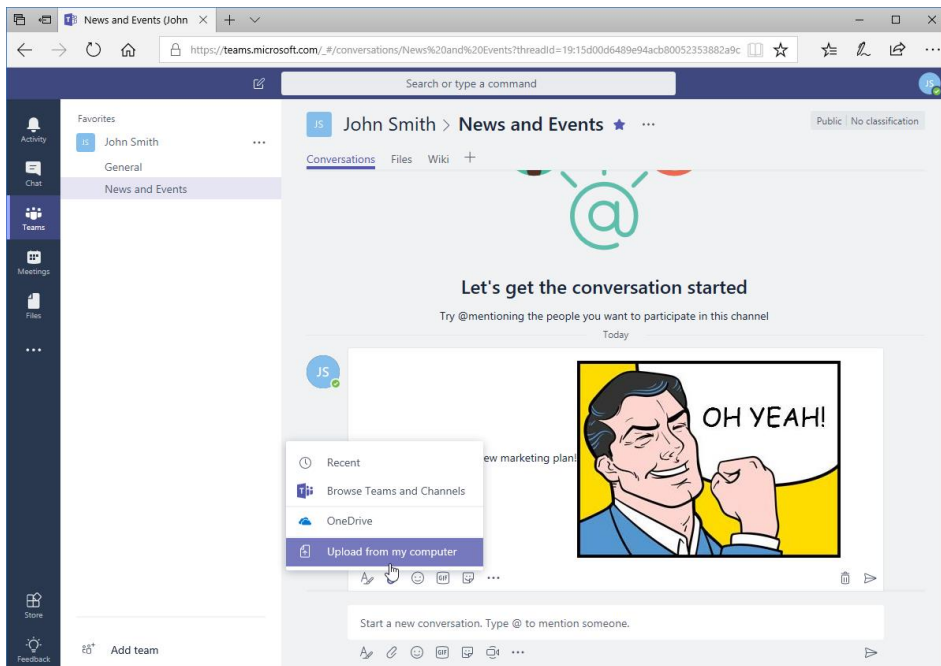 News and Events (John
https://teams.microsoft.com/_#/conversations/News%20and%20Events?threadId=19:15d00d6489e94acb80052353882a9c
Search or type a command
JS
Activity
Chat
Teams
Meetings
Files
Store
Feedback
Favorites
JS John Smith
General
News and Events
Add team
JS John Smith > News and Events
Public No classification
Conversations Files Wiki
@
Let's get the conversation started
Try @mentioning the people you want to participate in this channel
Today
JS
OH YEAH!
ew marketing plan!
Recent
Browse Teams and Channels
OneDrive
Upload from my computer
GIF
Start a new conversation. Type @ to mention someone.
GIF